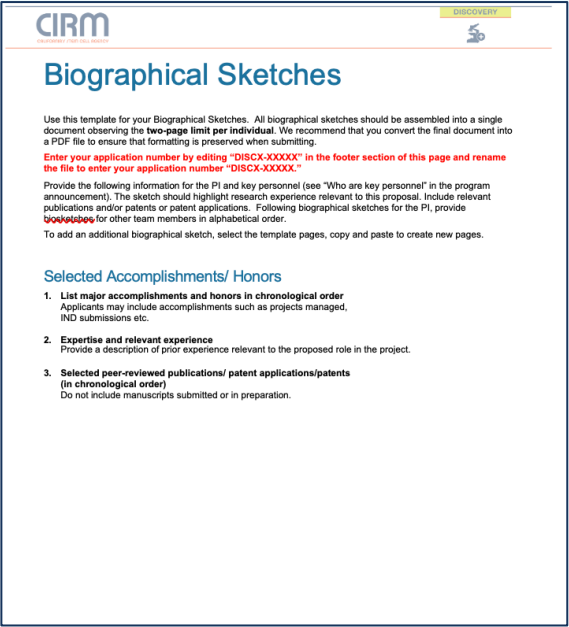 CIRM
DISCOVERY
Biographical Sketches
Use this template for your Biographical Sketches.  All biographical sketches should be assembled into a single
document observing the two-page limit per individual. We recommend that you convert the final document into
a PDF file to ensure that formatting is preserved when submitting.
Enter your application number by editing “DISCX-XXXXX” in the footer section of this page and rename
the file to enter your application number “DISCX-XXXXX.”
Provide the following information for the PI and key personnel (see “Who are key personnel” in the program
announcement). The sketch should highlight research experience relevant to this proposal. Include relevant
publications and/or patents or patent applications.  Following biographical sketches for the PI, provide
biosketches for other team members in alphabetical order.
To add an additional biographical sketch, select the template pages, copy and paste to create new pages.
Selected Accomplishments/ Honors
1. List major accomplishments and honors in chronological order
Applicants may include accomplishments such as projects managed,
IND submissions etc.
2. Expertise and relevant experience
Provide a description of prior experience relevant to the proposed role in the project.
3. Selected peer-reviewed publications/ patent applications/patents
(in chronological order)
Do not include manuscripts submitted or in preparation.